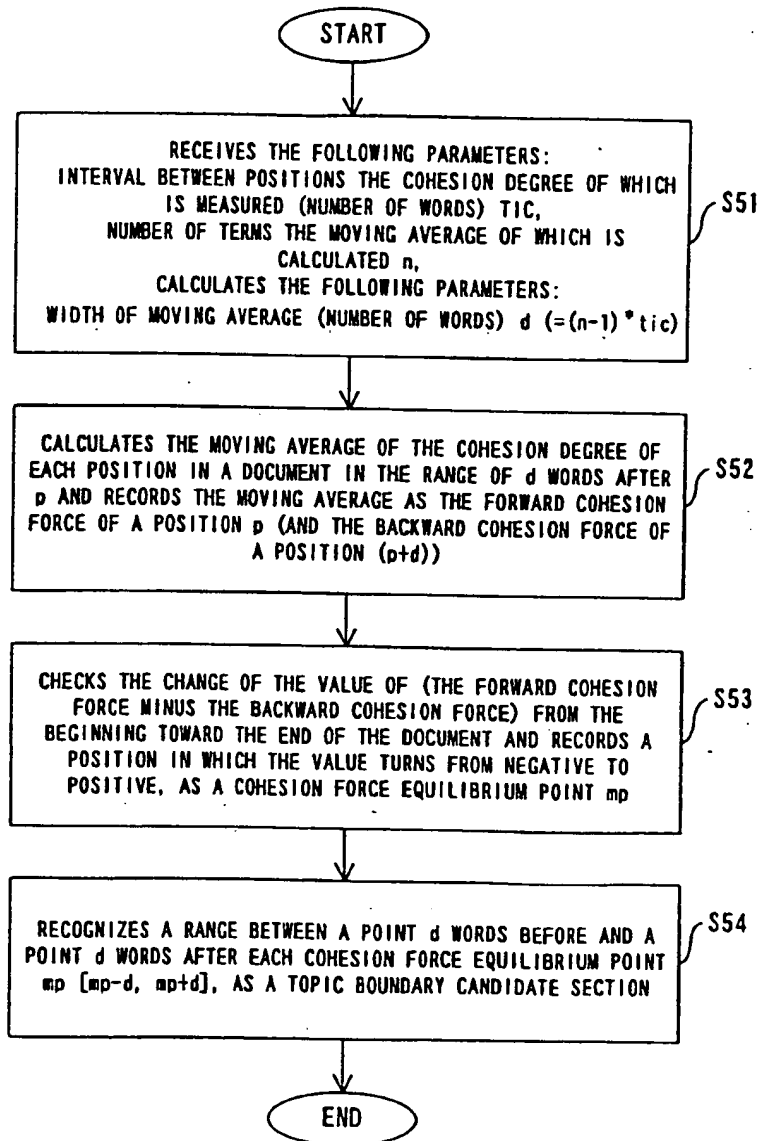 START
RECEIVES THE FOLLOWING PARAMETERS:
INTERVAL BETWEEN POSITIONS THE COHESION DEGREE OF WHICH
IS MEASURED (NUMBER OF WORDS) TIC,
NUMBER OF TERMS THE MOVING AVERAGE OF WHICH IS
CALCULATED n,
CALCULATES THE FOLLOWING PARAMETERS:
WIDTH OF MOVING AVERAGE (NUMBER OF WORDS) d (=(n-1)*tic)
S51
CALCULATES THE MOVING AVERAGE OF THE COHESION DEGREE OF
EACH POSITION IN A DOCUMENT IN THE RANGE OF d WORDS AFTER
p AND RECORDS THE MOVING AVERAGE AS THE FORWARD COHESION
FORCE OF A POSITION p (AND THE BACKWARD COHESION FORCE OF
A POSITION (p+d))
S52
CHECKS THE CHANGE OF THE VALUE OF (THE FORWARD COHESION
FORCE MINUS THE BACKWARD COHESION FORCE) FROM THE
BEGINNING TOWARD THE END OF THE DOCUMENT AND RECORDS A
POSITION IN WHICH THE VALUE TURNS FROM NEGATIVE TO
POSITIVE, AS A COHESION FORCE EQUILIBRIUM POINT mp
S53
RECOGNIZES A RANGE BETWEEN A POINT d WORDS BEFORE AND A
POINT d WORDS AFTER EACH COHESION FORCE EQUILIBRIUM POINT
mp [mp-d, mp+d], AS A TOPIC BOUNDARY CANDIDATE SECTION
S54
END